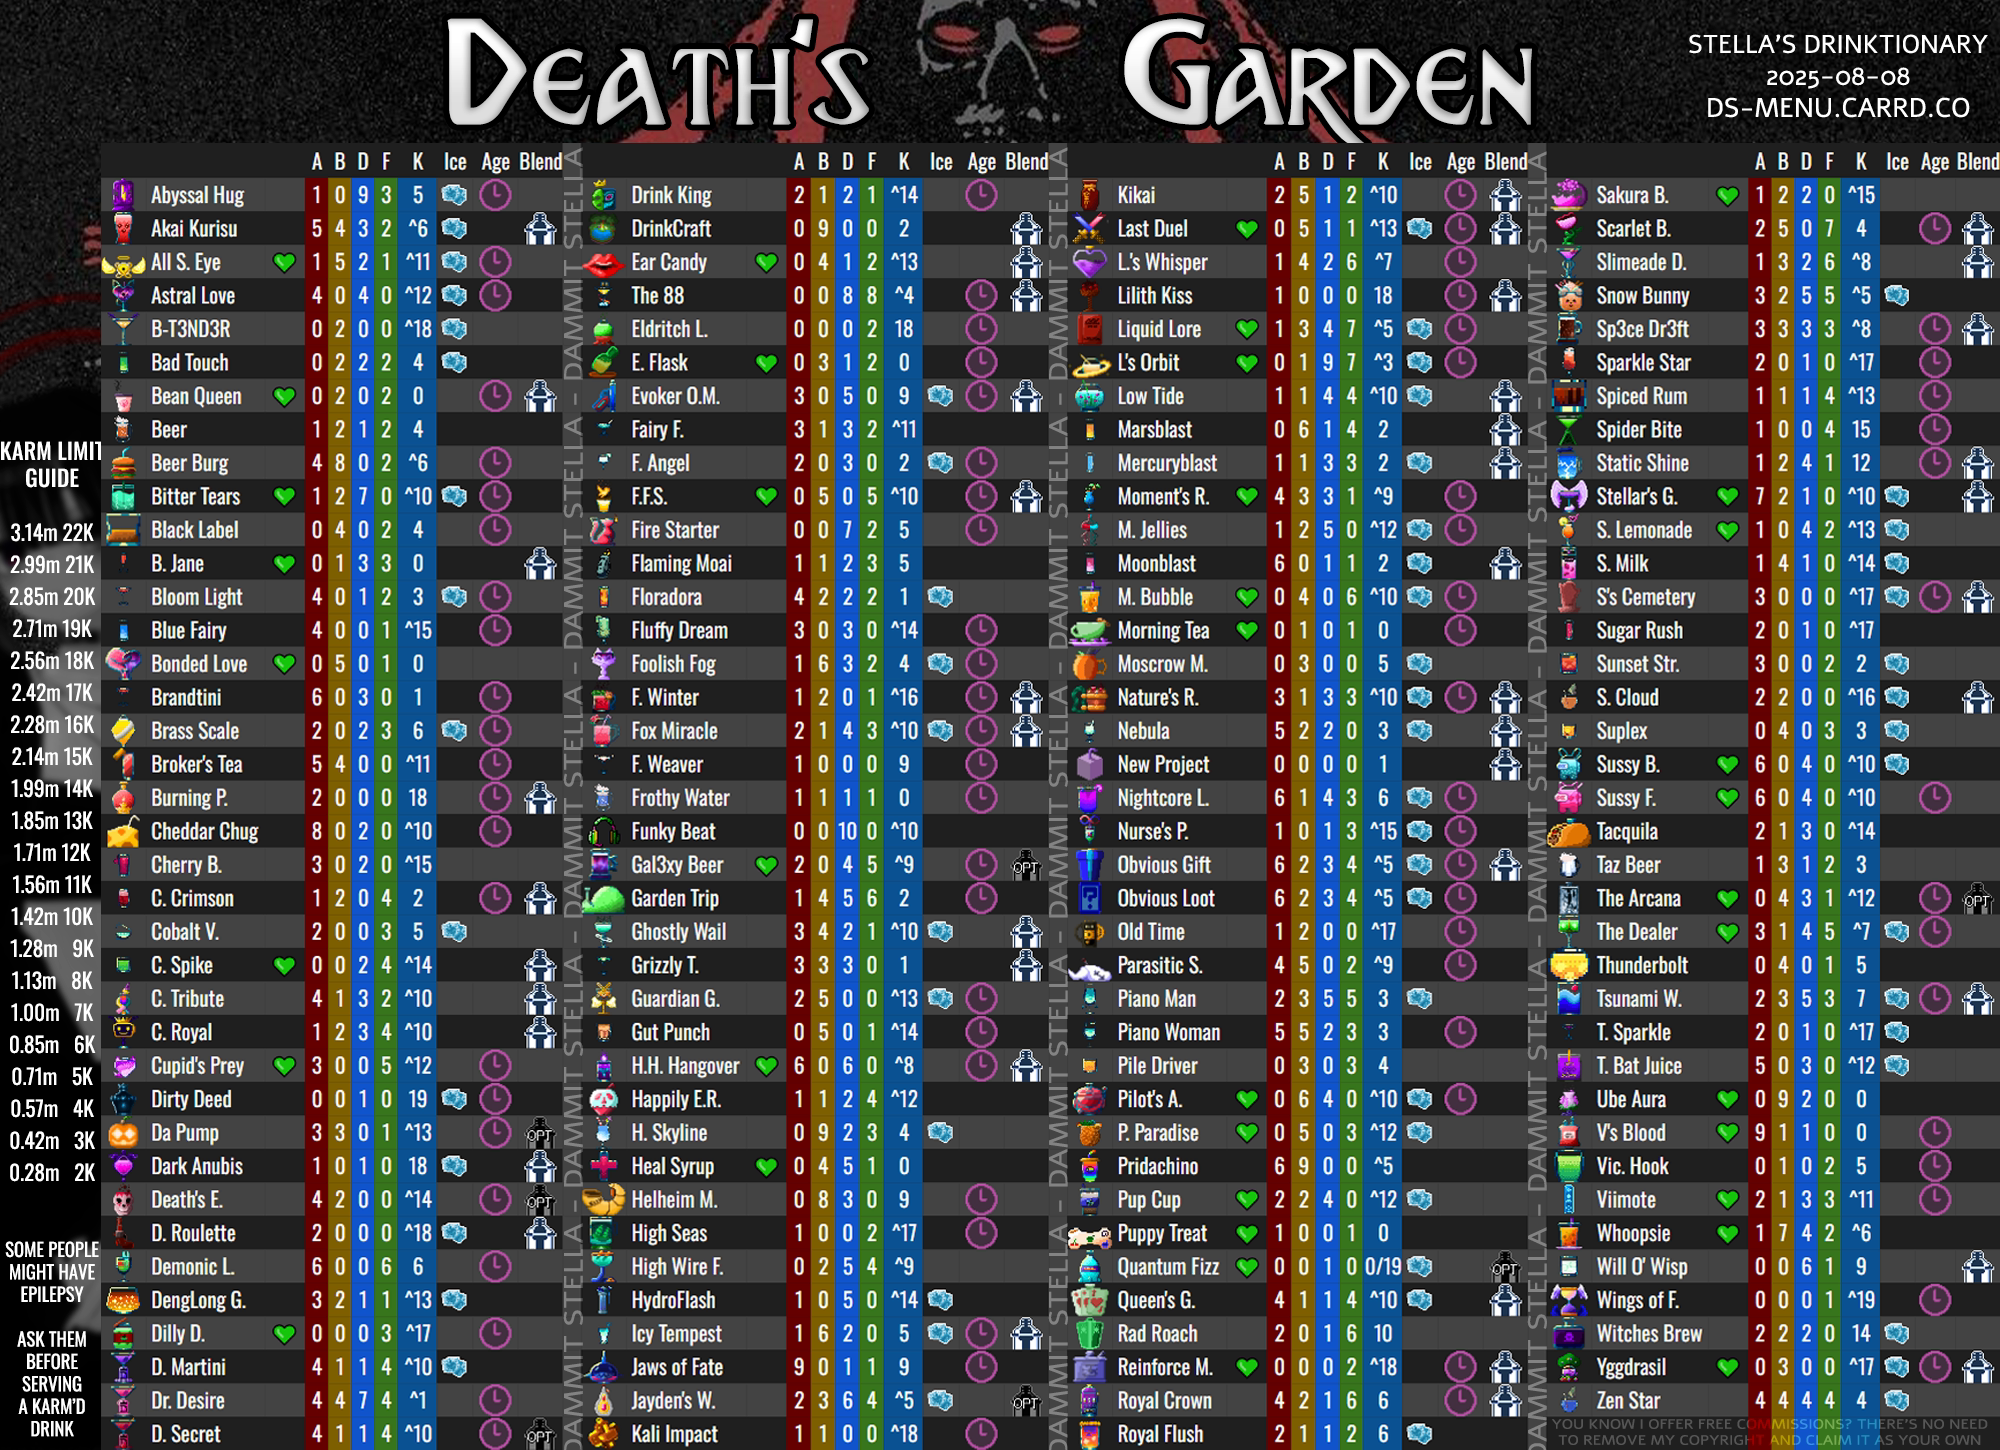 DEATH'S GARDEN
STELLA'S DRINKTIONARY
2025-08-08
DS-MENU.CARRD.CO
A B D F K Ice Age Blend
Abyssal Hug 1 0 9 3 5
Akai Kurisu 5 4 3 2 ^6
All S. Eye 1 5 2 1 ^11
Astral Love 4 0 4 0 ^12
B-T3ND3R 0 2 0 0 ^18
Bad Touch 0 2 2 2 4
Bean Queen 0 2 0 2 0
Beer 1 2 1 2 4
Beer Burg 4 8 0 2 ^6
Bitter Tears 1 2 7 0 ^10
Black Label 0 4 0 2 4
B. Jane 0 1 3 3 0
Bloom Light 4 0 1 2 3
Blue Fairy 4 0 0 1 ^15
Bonded Love 0 5 0 1 0
Brandtini 6 0 3 0 1
Brass Scale 2 0 2 3 6
Broker's Tea 5 4 0 0 ^11
Burning P. 2 0 0 0 18
Cheddar Chug 8 0 2 0 ^10
Cherry B. 3 0 2 0 ^15
C. Crimson 1 2 0 4 2
Cobalt V. 2 0 0 3 5
C. Spike 0 0 2 4 ^14
C. Tribute 4 1 3 2 ^10
C. Royal 1 2 3 4 ^10
Cupid's Prey 3 0 0 5 ^12
Dirty Deed 0 0 1 0 19
Da Pump 3 3 0 1 ^13 OPT
Dark Anubis 1 0 1 0 18
Death's E. 4 2 0 0 ^14 OPT
D. Roulette 2 0 0 0 ^18
Demonic L. 6 0 0 6 6
DengLong G. 3 2 1 1 ^13
Dilly D. 0 0 0 3 ^17
D. Martini 4 1 1 4 ^10
Dr. Desire 4 4 7 4 ^1
D. Secret 4 1 1 4 ^10 OPT
A B D F K Ice Age Blend
Drink King 2 1 2 1 ^14
DrinkCraft 0 9 0 0 2
Ear Candy 0 4 1 2 ^13
The 88 0 0 8 8 ^4
Eldritch L. 0 0 0 2 18
E. Flask 0 3 1 2 0
Evoker O.M. 3 0 5 0 9
Fairy F. 3 1 3 2 ^11
F. Angel 2 0 3 0 2
F.F.S. 0 5 0 5 ^10
Fire Starter 0 0 7 2 5
Flaming Moai 1 1 2 3 5
Floradora 4 2 2 2 1
Fluffy Dream 3 0 3 0 ^14
Foolish Fog 1 6 3 2 4
F. Winter 1 2 0 1 ^16
Fox Miracle 2 1 4 3 ^10
F. Weaver 1 0 0 0 9
Frothy Water 1 1 1 1 0
Funky Beat 0 0 10 0 ^10
Gal3xy Beer 2 0 4 5 ^9 OPT
Garden Trip 1 4 5 6 2
Ghostly Wail 3 4 2 1 ^10
Grizzly T. 3 3 3 0 1
Guardian G. 2 5 0 0 ^13
Gut Punch 0 5 0 1 ^14
H.H. Hangover 6 0 6 0 ^8
Happily E.R. 1 1 2 4 ^12
H. Skyline 0 9 2 3 4
Heal Syrup 0 4 5 1 0
Helheim M. 0 8 3 0 9
High Seas 1 0 0 2 ^17
High Wire F. 0 2 5 4 ^9
HydroFlash 1 0 5 0 ^14
Icy Tempest 1 6 2 0 5
Jaws of Fate 9 0 1 1 9
Jayden's W. 2 3 6 4 ^5 OPT
Kali Impact 1 1 0 0 ^18
A B D F K Ice Age Blend
Kikai 2 5 1 2 ^10
Last Duel 0 5 1 1 ^13
L.'s Whisper 1 4 2 6 ^7
Lilith Kiss 1 0 0 0 18
Liquid Lore 1 3 4 7 ^5
L's Orbit 0 1 9 7 ^3
Low Tide 1 1 4 4 ^10
Marsblast 0 6 1 4 2
Mercuryblast 1 1 3 3 2
Moment's R. 4 3 3 1 ^9
M. Jellies 1 2 5 0 ^12
Moonblast 6 0 1 1 2
M. Bubble 0 4 0 6 ^10
Morning Tea 0 1 0 1 0
Moscrow M. 0 3 0 0 5
Nature's R. 3 1 3 3 ^10
Nebula 5 2 2 0 3
New Project 0 0 0 0 1
Nightcore L. 6 1 4 3 6
Nurse's P. 1 0 1 3 ^15
Obvious Gift 6 2 3 4 ^5
Obvious Loot 6 2 3 4 ^5
Old Time 1 2 0 0 ^17
Parasitic S. 4 5 0 2 ^9
Piano Man 2 3 5 5 3
Piano Woman 5 5 2 3 3
Pile Driver 0 3 0 3 4
Pilot's A. 0 6 4 0 ^10
P. Paradise 0 5 0 3 ^12
Pridachino 6 9 0 0 ^5
Pup Cup 2 2 4 0 ^12
Puppy Treat 1 0 0 1 0
Quantum Fizz 0 0 1 0 0/19 OPT
Queen's G. 4 1 1 4 ^10
Rad Roach 2 0 1 6 10
Reinforce M. 0 0 0 2 ^18
Royal Crown 4 2 1 6 6
Royal Flush 2 1 1 2 6
A B D F K Ice Age Blend
Sakura B. 1 2 2 0 ^15
Scarlet B. 2 5 0 7 4
Slimeade D. 1 3 2 6 ^8
Snow Bunny 3 2 5 5 ^5
Sp3ce Dr3ft 3 3 3 3 ^8
Sparkle Star 2 0 1 0 ^17
Spiced Rum 1 1 1 4 ^13
Spider Bite 1 0 0 4 15
Static Shine 1 2 4 1 12
Stellar's G. 7 2 1 0 ^10
S. Lemonade 1 0 4 2 ^13
S. Milk 1 4 1 0 ^14
S's Cemetery 3 0 0 0 ^17
Sugar Rush 2 0 1 0 ^17
Sunset Str. 3 0 0 2 2
S. Cloud 2 2 0 0 ^16
Suplex 0 4 0 3 3
Sussy B. 6 0 4 0 ^10
Sussy F. 6 0 4 0 ^10
Tacquila 2 1 3 0 ^14
Taz Beer 1 3 1 2 3
The Arcana 0 4 3 1 ^12 OPT
The Dealer 3 1 4 5 ^7
Thunderbolt 0 4 0 1 5
Tsunami W. 2 3 5 3 7
T. Sparkle 2 0 1 0 ^17
T. Bat Juice 5 0 3 0 ^12
Ube Aura 0 9 2 0 0
V's Blood 9 1 1 0 0
Vic. Hook 0 1 0 2 5
Viimote 2 1 3 3 ^11
Whoopsie 1 7 4 2 ^6
Will O' Wisp 0 0 6 1 9
Wings of F. 0 0 0 1 ^19
Witches Brew 2 2 2 0 14
Yggdrasil 0 3 0 0 ^17
Zen Star 4 4 4 4 4
KARM LIMIT
GUIDE
3.14m 22K
2.99m 21K
2.85m 20K
2.71m 19K
2.56m 18K
2.42m 17K
2.28m 16K
2.14m 15K
1.99m 14K
1.85m 13K
1.71m 12K
1.56m 11K
1.42m 10K
1.28m 9K
1.13m 8K
1.00m 7K
0.85m 6K
0.71m 5K
0.57m 4K
0.42m 3K
0.28m 2K
SOME PEOPLE
MIGHT HAVE
EPILEPSY
ASK THEM
BEFORE
SERVING
A KARM'D
DRINK
DAMMIT STELLA - DAMMIT STELLA - DAMMIT STELLA - DAMMIT STELLA
DAMMIT STELLA - DAMMIT STELLA - DAMMIT STELLA - DAMMIT STELLA
DAMMIT STELLA - DAMMIT STELLA - DAMMIT STELLA - DAMMIT STELLA
YOU KNOW I OFFER FREE COMMISSIONS? THERE'S NO NEED
TO REMOVE MY COPYRIGHT AND CLAIM IT AS YOUR OWN